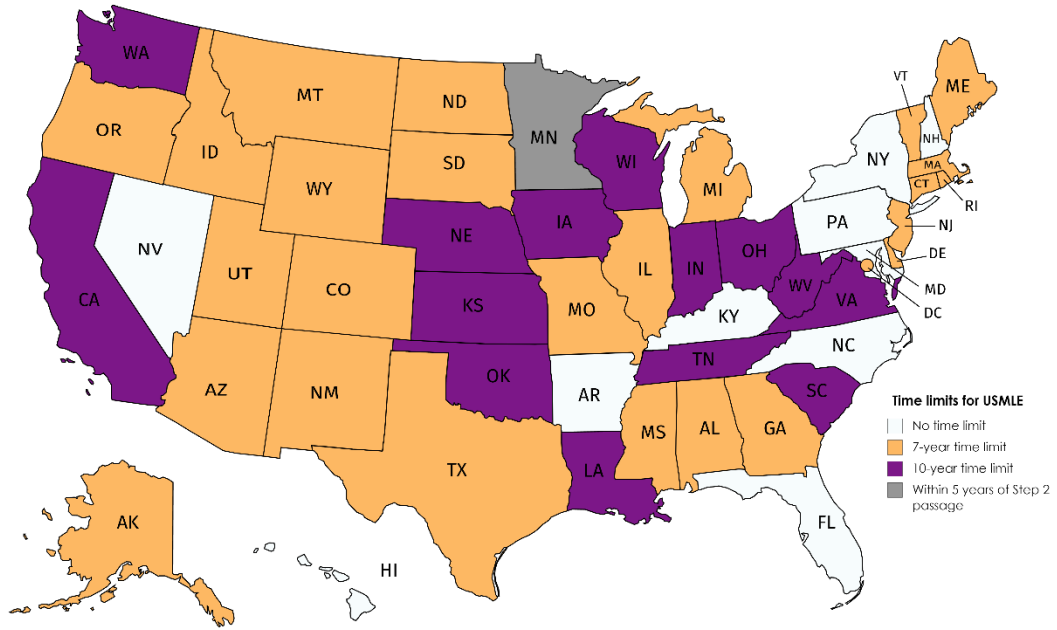 WA
MT
ND
MN
VT
ME
OR
ID
SD
WI
NY
NH
MA
WY
MI
CT
RI
NE
IA
PA
NJ
NV
OH
DE
UT
CO
IL
IN
WV
MD
CA
KS
MO
VA
DC
KY
NC
AZ
NM
OK
AR
TN
SC
MS
AL
GA
TX
LA
AK
FL
HI
Time limits for USMLE
No time limit
7-year time limit
10-year time limit
Within 5 years of Step 2
passage